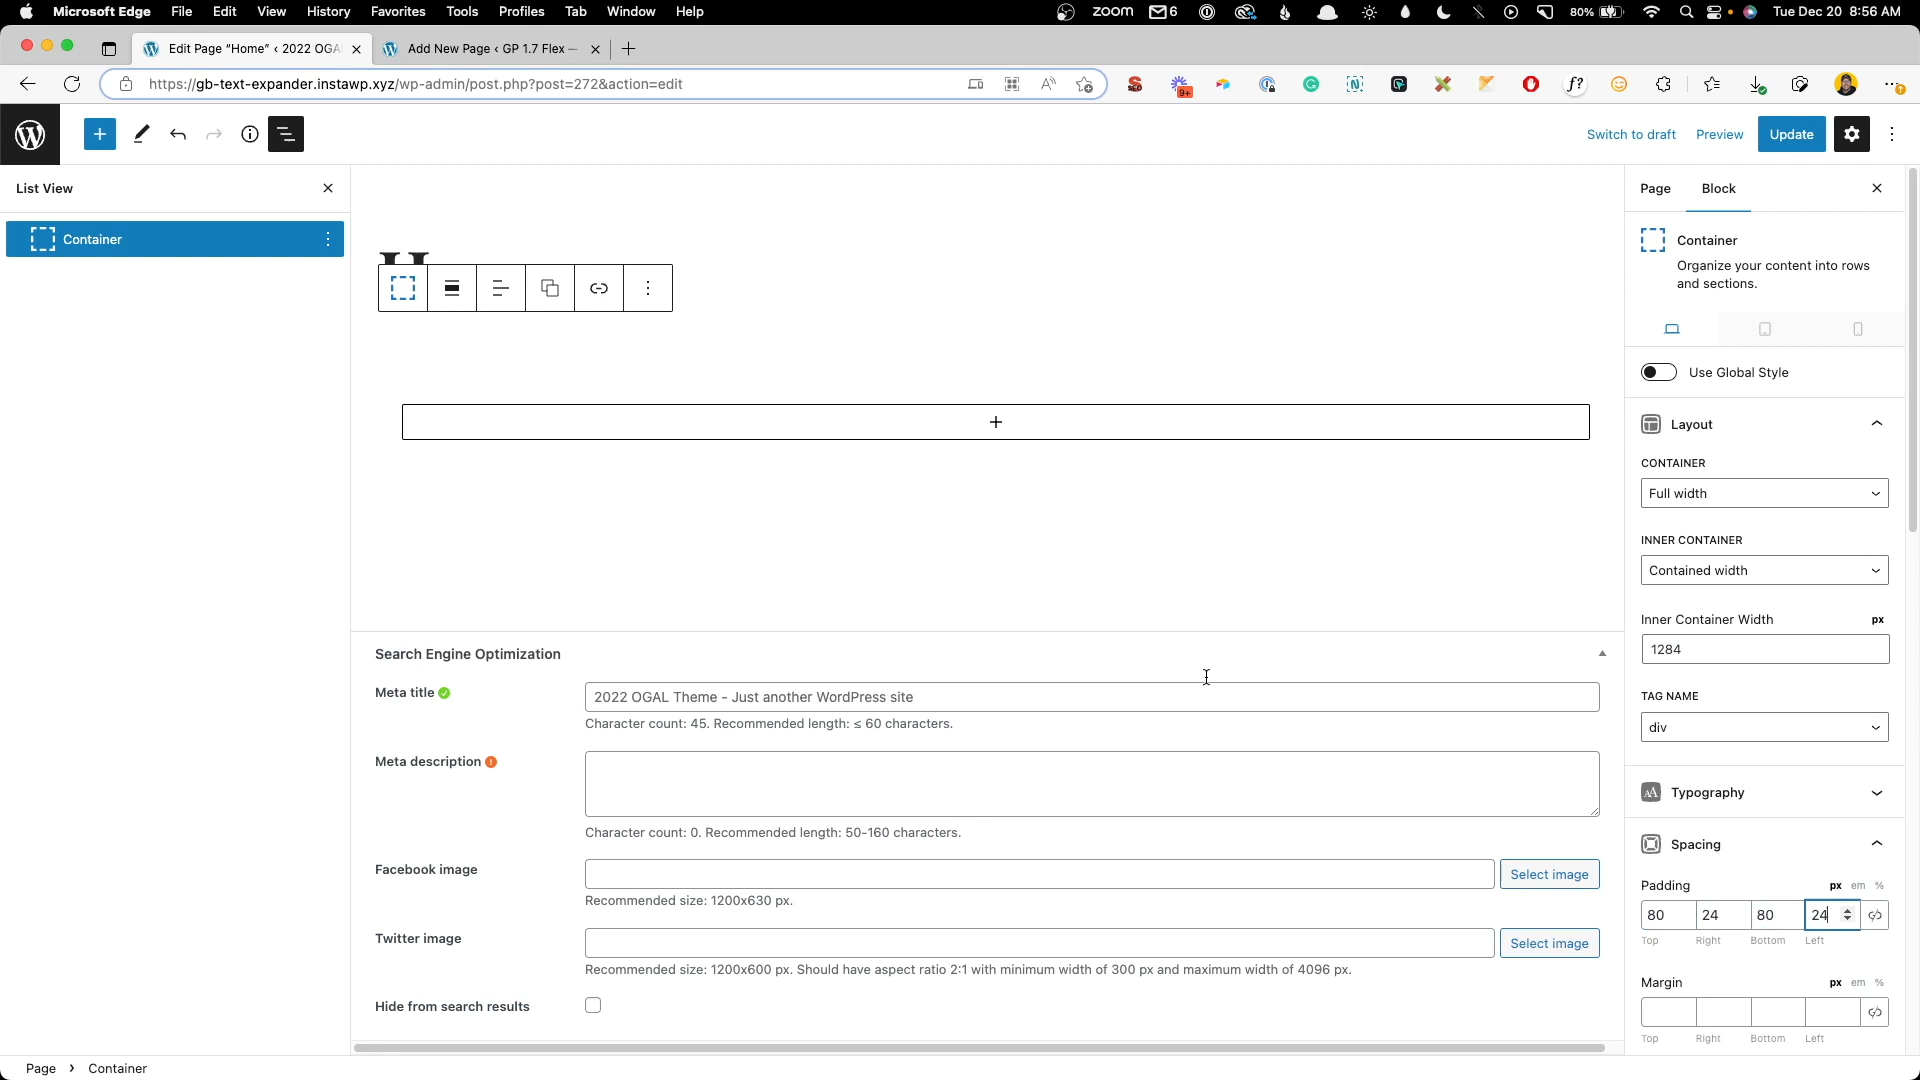 Microsoft Edge File Edit View History Favorites Tools Profiles Tab Window Help
zoom 6 80% Tue Dec 20 8:56 AM
Edit Page “Home” ‹ 2022 OGA
Add New Page ‹ GP 1.7 Flex —
https://gb-text-expander.instawp.xyz/wp-admin/post.php?post=272&action=edit
9+
f?
Switch to draft Preview Update
List View
Container
Page Block
Container
Organize your content into rows
and sections.
Use Global Style
Layout
CONTAINER
Full width
INNER CONTAINER
Contained width
Inner Container Width px
1284
TAG NAME
div
Typography
Spacing
Padding px em %
80 24 80 24
Top Right Bottom Left
Margin px em %
Top Right Bottom Left
Search Engine Optimization
Meta title
2022 OGAL Theme - Just another WordPress site
Character count: 45. Recommended length: ≤ 60 characters.
Meta description
Character count: 0. Recommended length: 50-160 characters.
Facebook image
Select image
Recommended size: 1200x630 px.
Twitter image
Select image
Recommended size: 1200x600 px. Should have aspect ratio 2:1 with minimum width of 300 px and maximum width of 4096 px.
Hide from search results
Page › Container